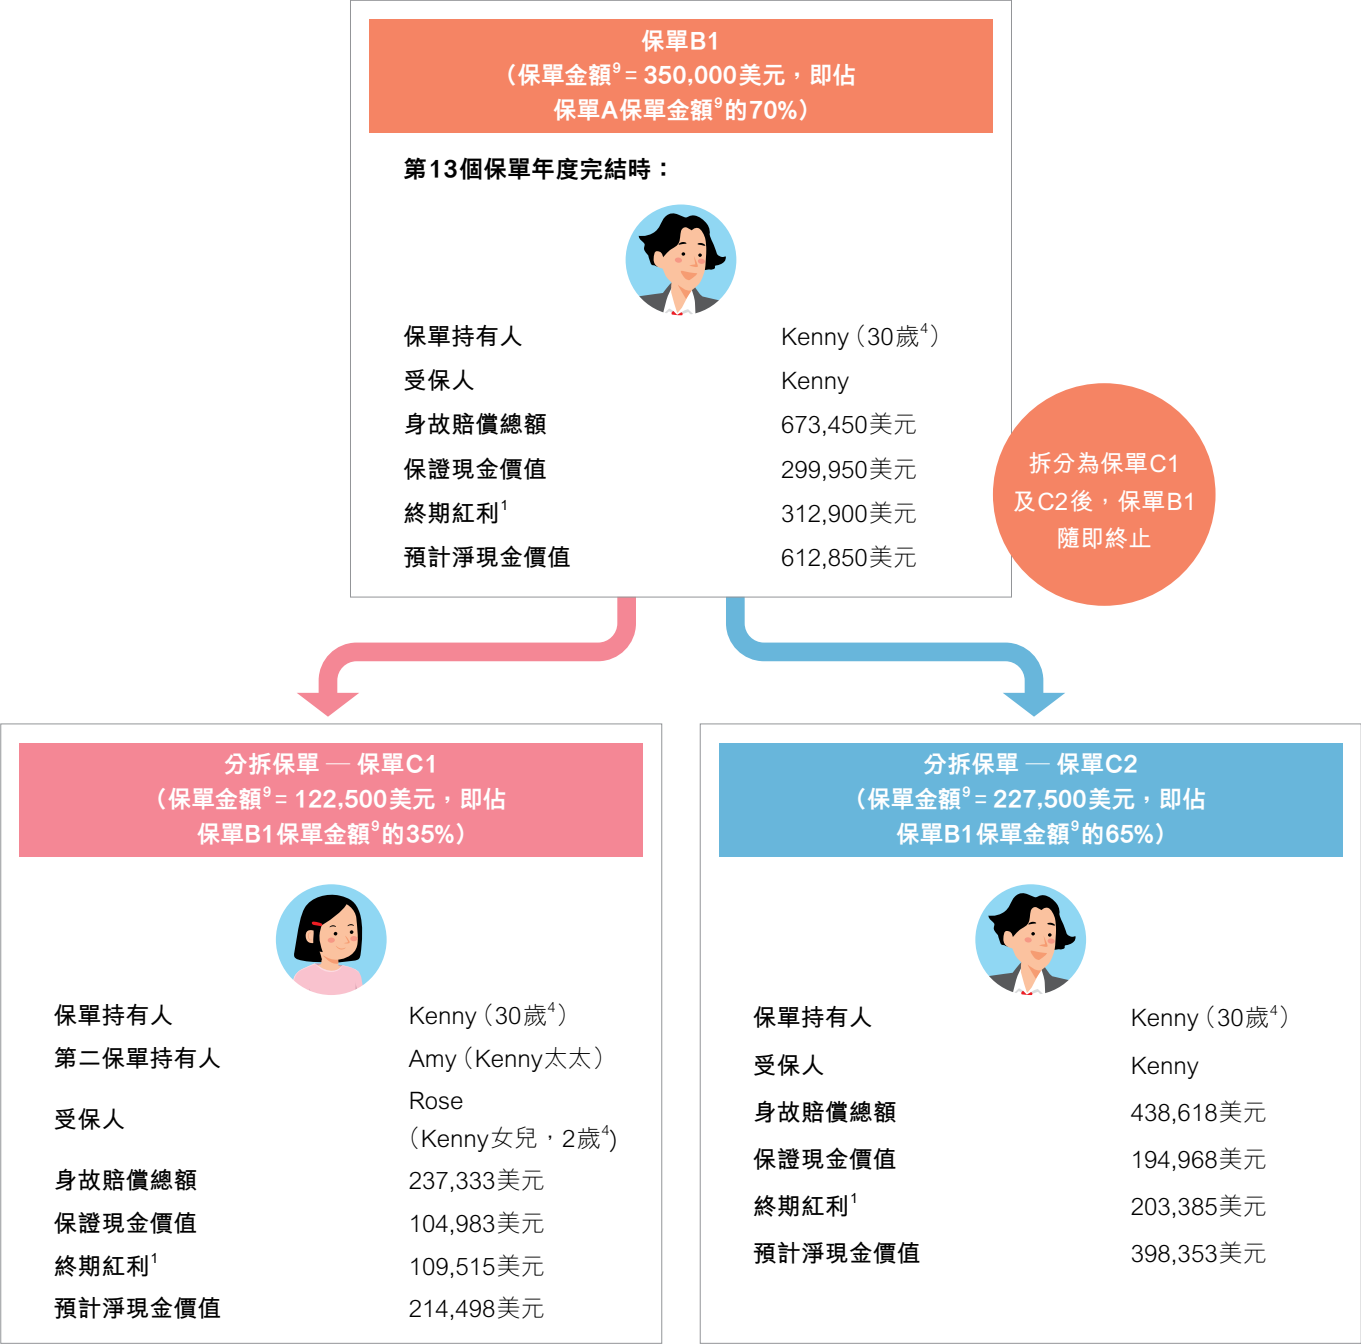 保單B1
（保單金額⁹ = 350,000美元，即佔
保單A保單金額⁹的70%）
第13個保單年度完結時：
保單持有人 Kenny（30歲⁴）
受保人 Kenny
身故賠償總額 673,450美元
保證現金價值 299,950美元
終期紅利¹ 312,900美元
預計淨現金價值 612,850美元
拆分為保單C1
及C2後，保單B1
隨即終止
分拆保單 — 保單C1
（保單金額⁹ = 122,500美元，即佔
保單B1保單金額⁹的35%）
保單持有人 Kenny（30歲⁴）
第二保單持有人 Amy（Kenny太太）
受保人 Rose
（Kenny女兒，2歲⁴)
身故賠償總額 237,333美元
保證現金價值 104,983美元
終期紅利¹ 109,515美元
預計淨現金價值 214,498美元
分拆保單 — 保單C2
（保單金額⁹ = 227,500美元，即佔
保單B1保單金額⁹的65%）
保單持有人 Kenny（30歲⁴）
受保人 Kenny
身故賠償總額 438,618美元
保證現金價值 194,968美元
終期紅利¹ 203,385美元
預計淨現金價值 398,353美元